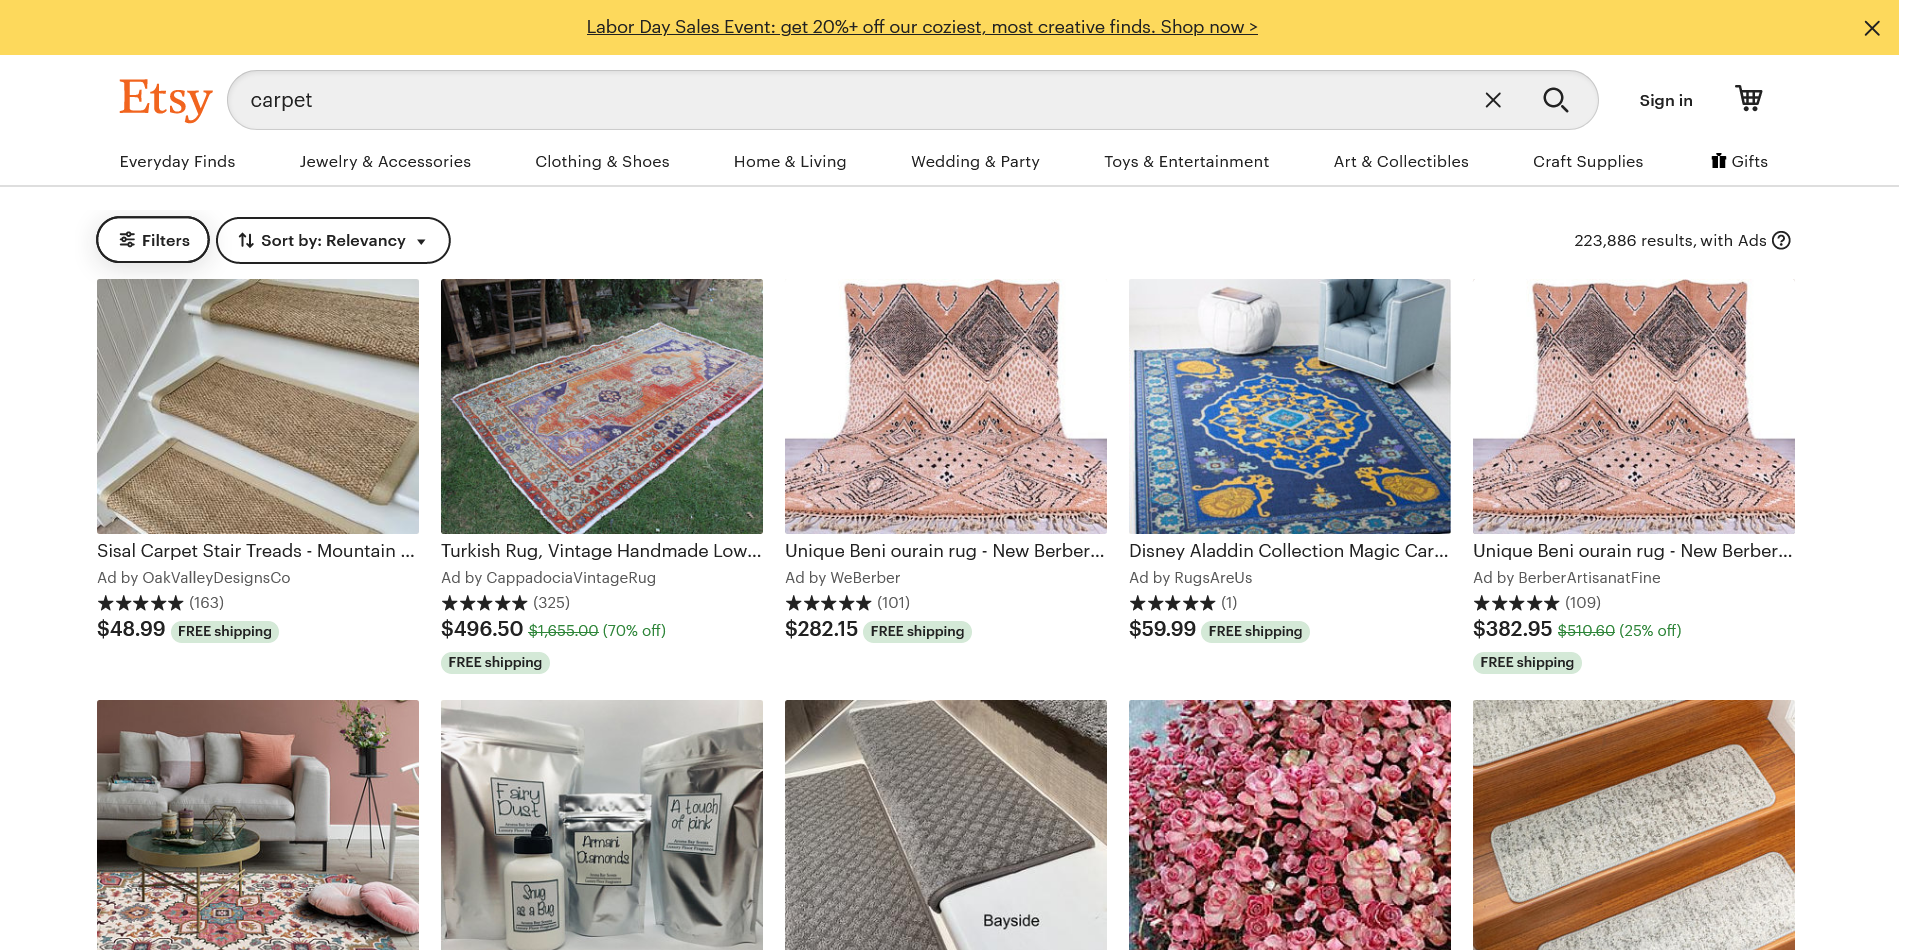 Labor Day Sales Event: get 20%+ off our coziest, most creative finds. Shop now >
Etsy
carpet
Sign in
Everyday Finds
Jewelry & Accessories
Clothing & Shoes
Home & Living
Wedding & Party
Toys & Entertainment
Art & Collectibles
Craft Supplies
Gifts
Filters
Sort by: Relevancy
223,886 results, with Ads
Sisal Carpet Stair Treads - Mountain ...
Ad by OakValleyDesignsCo
(163)
$48.99 FREE shipping
Turkish Rug, Vintage Handmade Low...
Ad by CappadociaVintageRug
(325)
$496.50 $1,655.00 (70% off)
FREE shipping
Unique Beni ourain rug - New Berber...
Ad by WeBerber
(101)
$282.15 FREE shipping
Disney Aladdin Collection Magic Car...
Ad by RugsAreUs
(1)
$59.99 FREE shipping
Unique Beni ourain rug - New Berber...
Ad by BerberArtisanatFine
(109)
$382.95 $510.60 (25% off)
FREE shipping
Fairy
Dust
A touch
of pink
Armani
Diamonds
Snug
as a Bug
Bayside